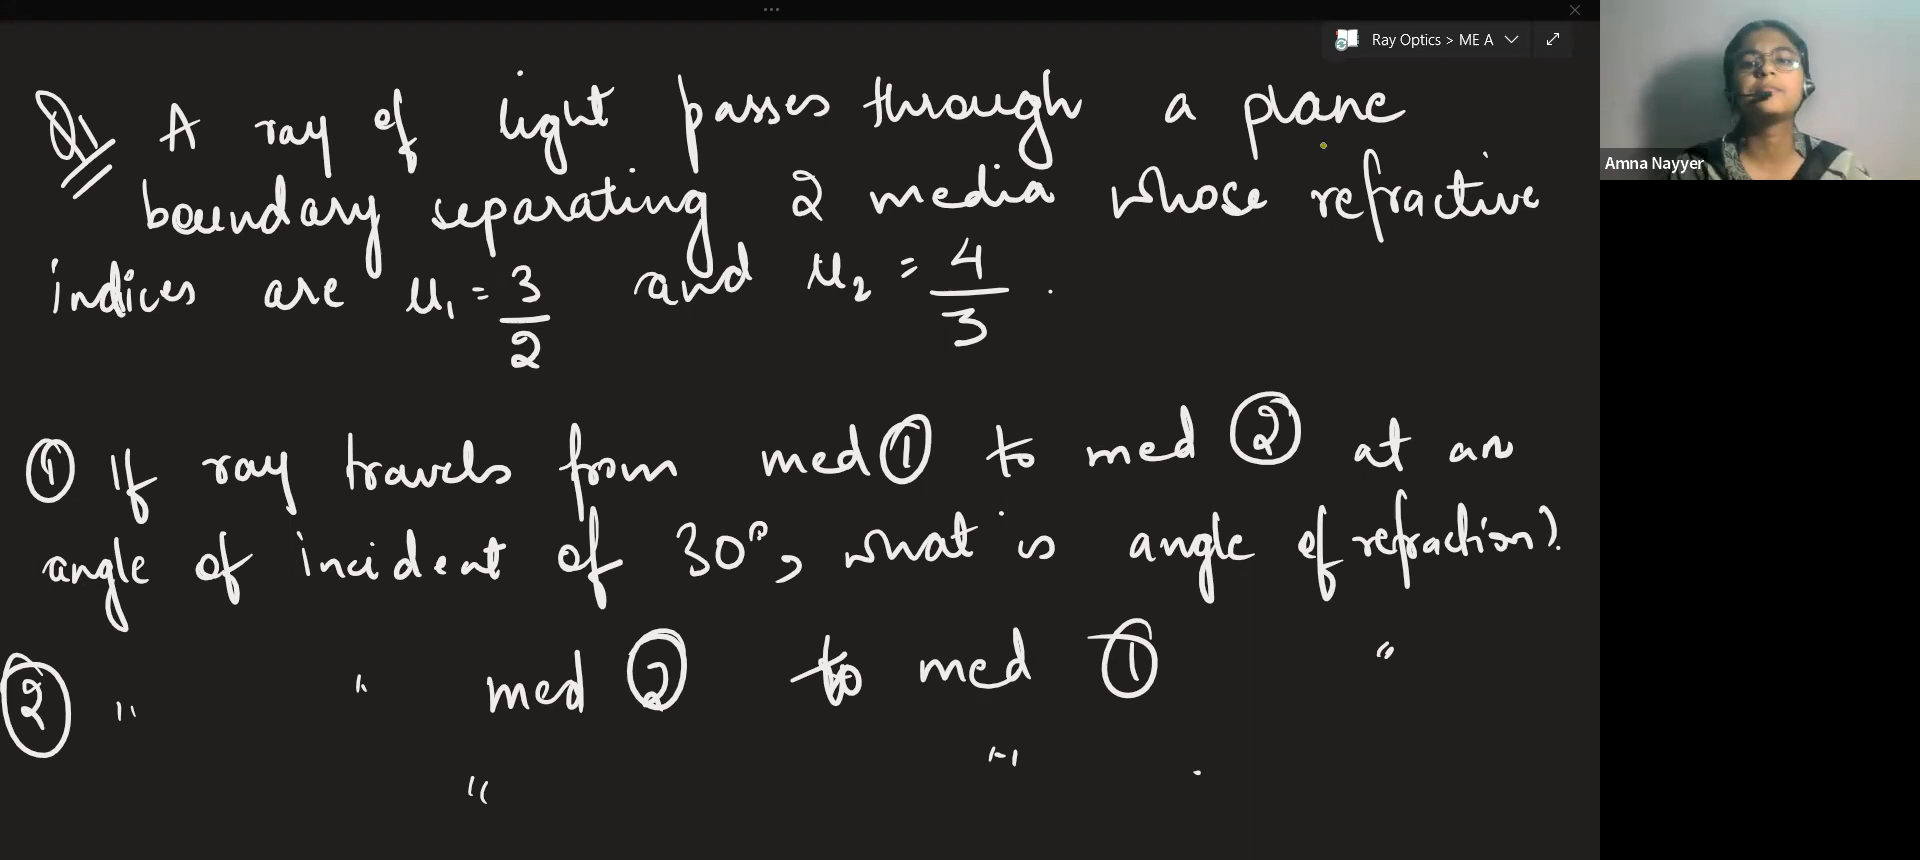 Ray Optics > ME A
Amna Nayyer
Q1 A ray of light passes through a plane
boundary separating 2 media whose refractive
indices are μ₁ = 3/2 and μ₂ = 4/3 .
① If ray travels from med ① to med ② at an
angle of incident of 30°, what is angle of refraction?
② " " med ② to med ① "
" "